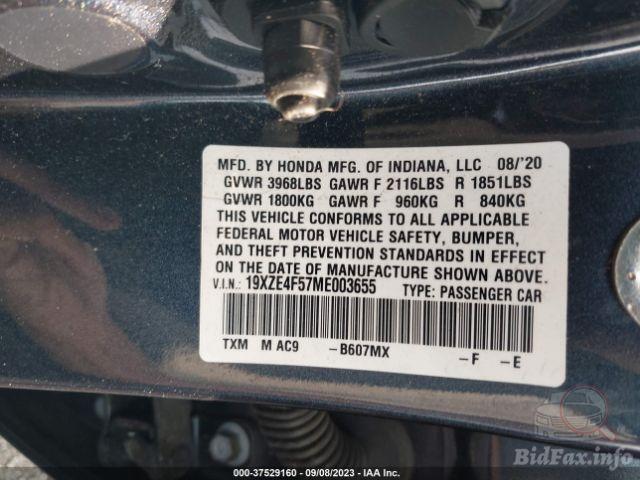 MFD. BY HONDA MFG. OF INDIANA, LLC 08/'20
GVWR 3968LBS GAWR F 2116LBS R 1851LBS
GVWR 1800KG GAWR F 960KG R 840KG
THIS VEHICLE CONFORMS TO ALL APPLICABLE
FEDERAL MOTOR VEHICLE SAFETY, BUMPER,
AND THEFT PREVENTION STANDARDS IN EFFECT
ON THE DATE OF MANUFACTURE SHOWN ABOVE.
V.I.N.: 19XZE4F57ME003655 TYPE: PASSENGER CAR
TXM M AC9 -B607MX -F -E
BidFax.info
000-37529160 - 09/08/2023 - IAA Inc.